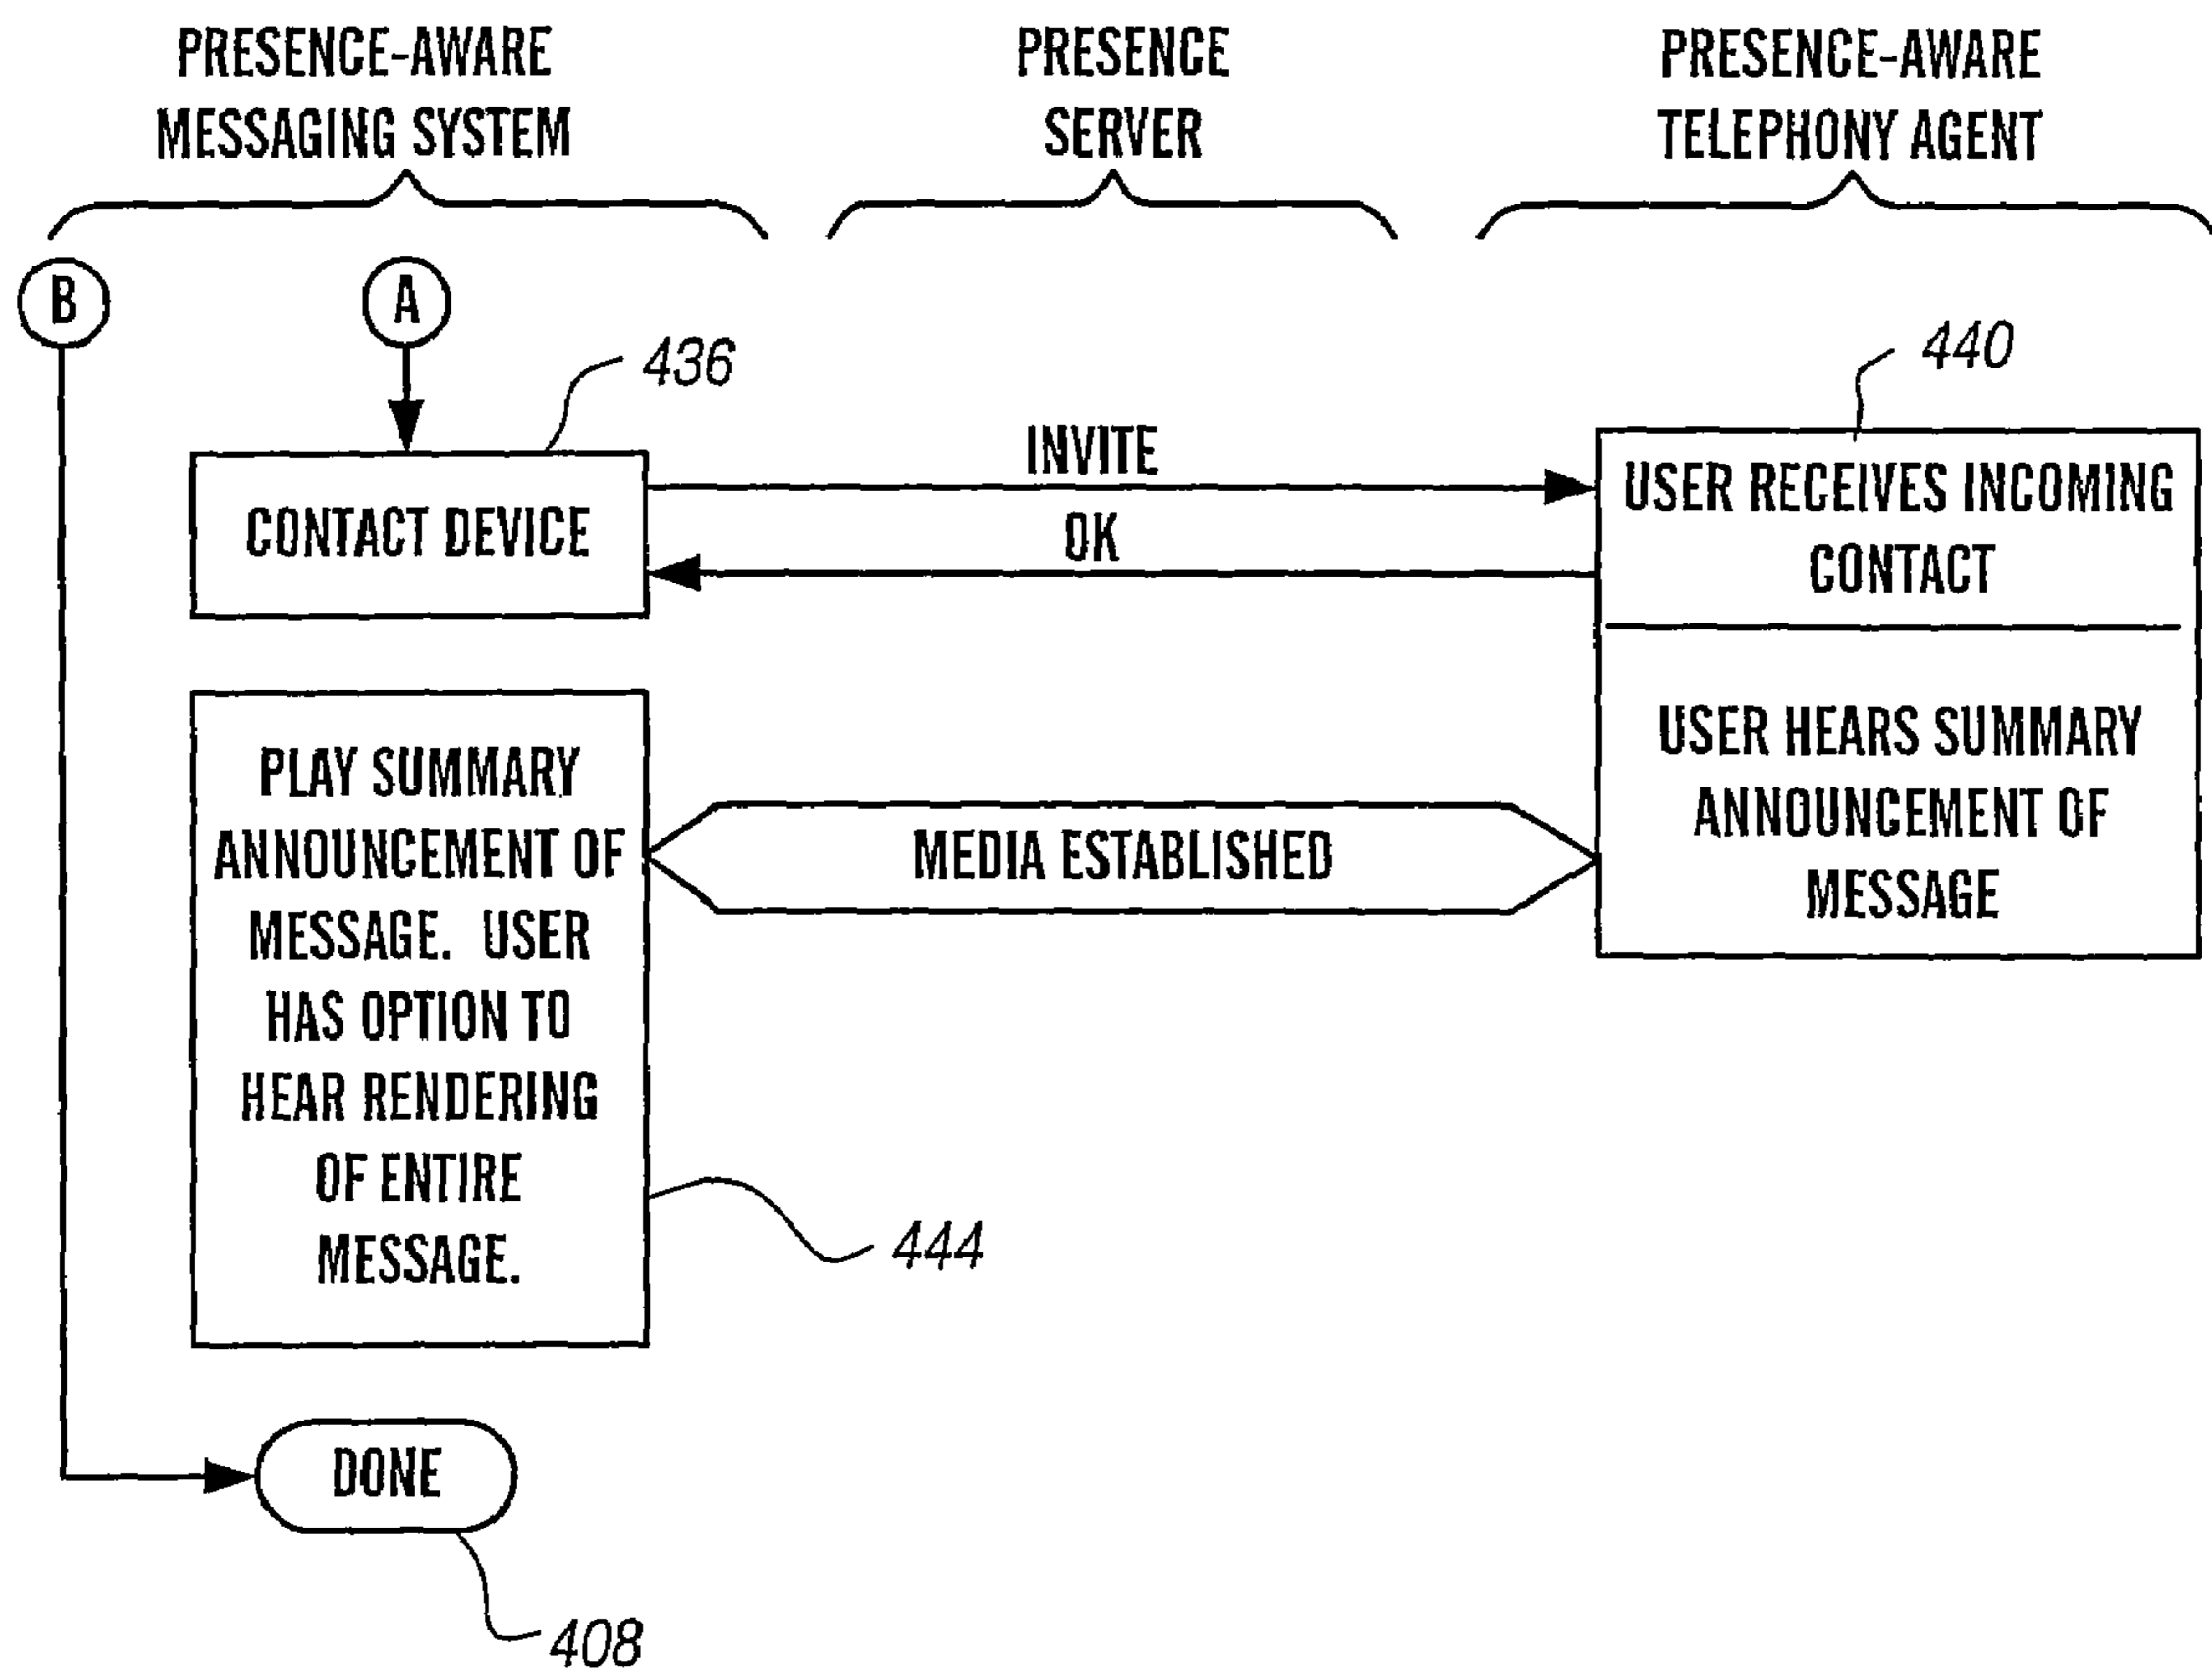 PRESENCE-AWARE
MESSAGING SYSTEM
PRESENCE
SERVER
PRESENCE-AWARE
TELEPHONY AGENT
B
A
436
440
CONTACT DEVICE
INVITE
OK
USER RECEIVES INCOMING
CONTACT
PLAY SUMMARY
ANNOUNCEMENT OF
MESSAGE. USER
HAS OPTION TO
HEAR RENDERING
OF ENTIRE
MESSAGE.
MEDIA ESTABLISHED
USER HEARS SUMMARY
ANNOUNCEMENT OF
MESSAGE
444
DONE
408